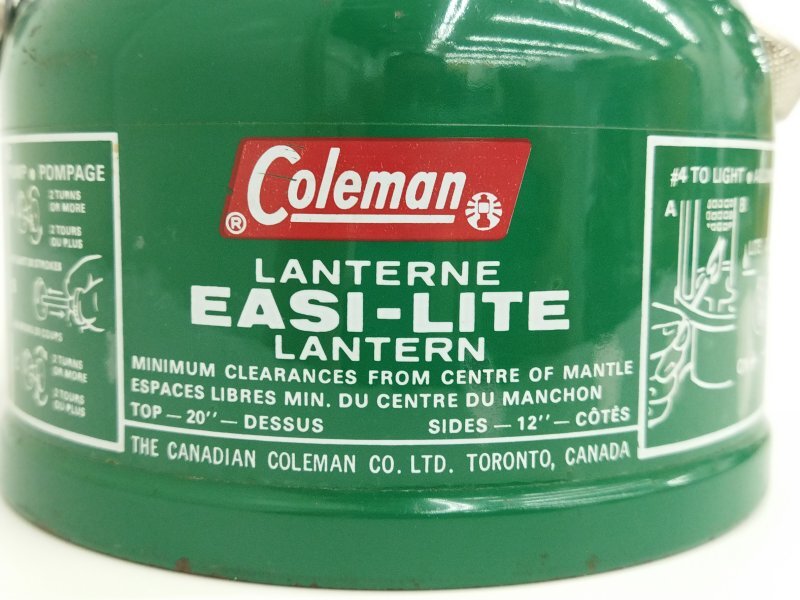 POMPAGE
2 TURNS
OR MORE
2 TOURS
OU PLUS
2 TURNS
OR MORE
2 TOURS
OU PLUS
® Coleman
LANTERNE
EASI-LITE
LANTERN
MINIMUM CLEARANCES FROM CENTRE OF MANTLE
ESPACES LIBRES MIN. DU CENTRE DU MANCHON
TOP — 20'' — DESSUS SIDES — 12'' — CÔTÉS
THE CANADIAN COLEMAN CO. LTD. TORONTO, CANADA
#4 TO LIGHT
A B